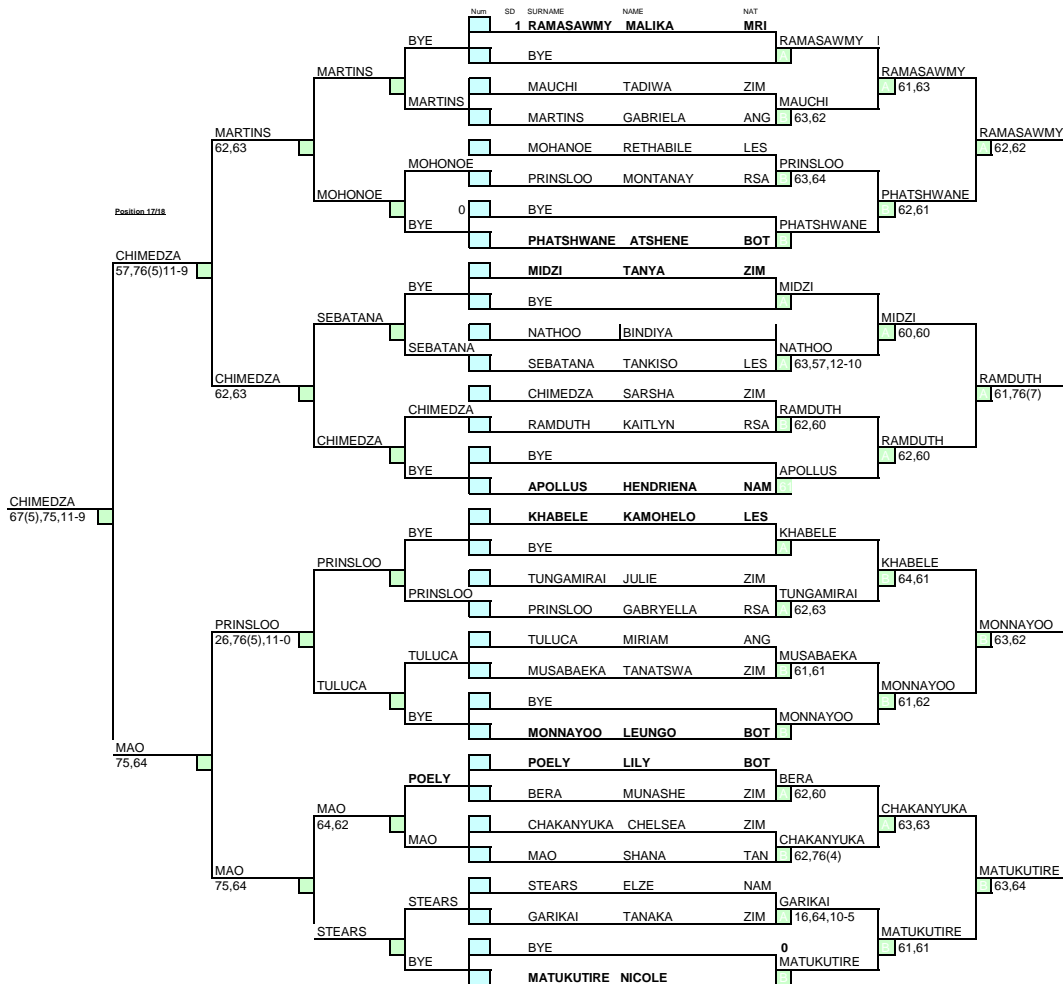 Num SD SURNAME NAME NAT
1 RAMASAWMY MALIKA MRI
BYE RAMASAWMY
BYE
MARTINS RAMASAWMY
61,63
MAUCHI TADIWA ZIM
MARTINS MAUCHI
63,62
MARTINS GABRIELA ANG
MARTINS RAMASAWMY
62,63 62,62
MOHANOE RETHABILE LES
MOHONOE PRINSLOO
63,64
PRINSLOO MONTANAY RSA
MOHONOE PHATSHWANE
62,61
Position 17/18
0 BYE
BYE PHATSHWANE
PHATSHWANE ATSHENE BOT
CHIMEDZA
57,76(5)11-9
MIDZI TANYA ZIM
BYE MIDZI
BYE
SEBATANA MIDZI
60,60
NATHOO BINDIYA
SEBATANA NATHOO
63,57,12-10
SEBATANA TANKISO LES
CHIMEDZA RAMDUTH
62,63 61,76(7)
CHIMEDZA SARSHA ZIM
CHIMEDZA RAMDUTH
62,60
RAMDUTH KAITLYN RSA
CHIMEDZA RAMDUTH
62,60
BYE
BYE APOLLUS
APOLLUS HENDRIENA NAM
CHIMEDZA
67(5),75,11-9
KHABELE KAMOHELO LES
BYE KHABELE
BYE
PRINSLOO KHABELE
64,61
TUNGAMIRAI JULIE ZIM
PRINSLOO TUNGAMIRAI
62,63
PRINSLOO GABRYELLA RSA
PRINSLOO MONNAYOO
26,76(5),11-0 63,62
TULUCA MIRIAM ANG
TULUCA MUSABAEKA
61,61
MUSABAEKA TANATSWA ZIM
TULUCA MONNAYOO
61,62
BYE
BYE MONNAYOO
MONNAYOO LEUNGO BOT
MAO
75,64
POELY LILY BOT
POELY BERA
62,60
BERA MUNASHE ZIM
MAO CHAKANYUKA
64,62 63,63
CHAKANYUKA CHELSEA ZIM
MAO CHAKANYUKA
62,76(4)
MAO SHANA TAN
MAO MATUKUTIRE
75,64 63,64
STEARS ELZE NAM
STEARS GARIKAI
16,64,10-5
GARIKAI TANAKA ZIM
STEARS MATUKUTIRE
61,61
BYE 0
BYE MATUKUTIRE
MATUKUTIRE NICOLE